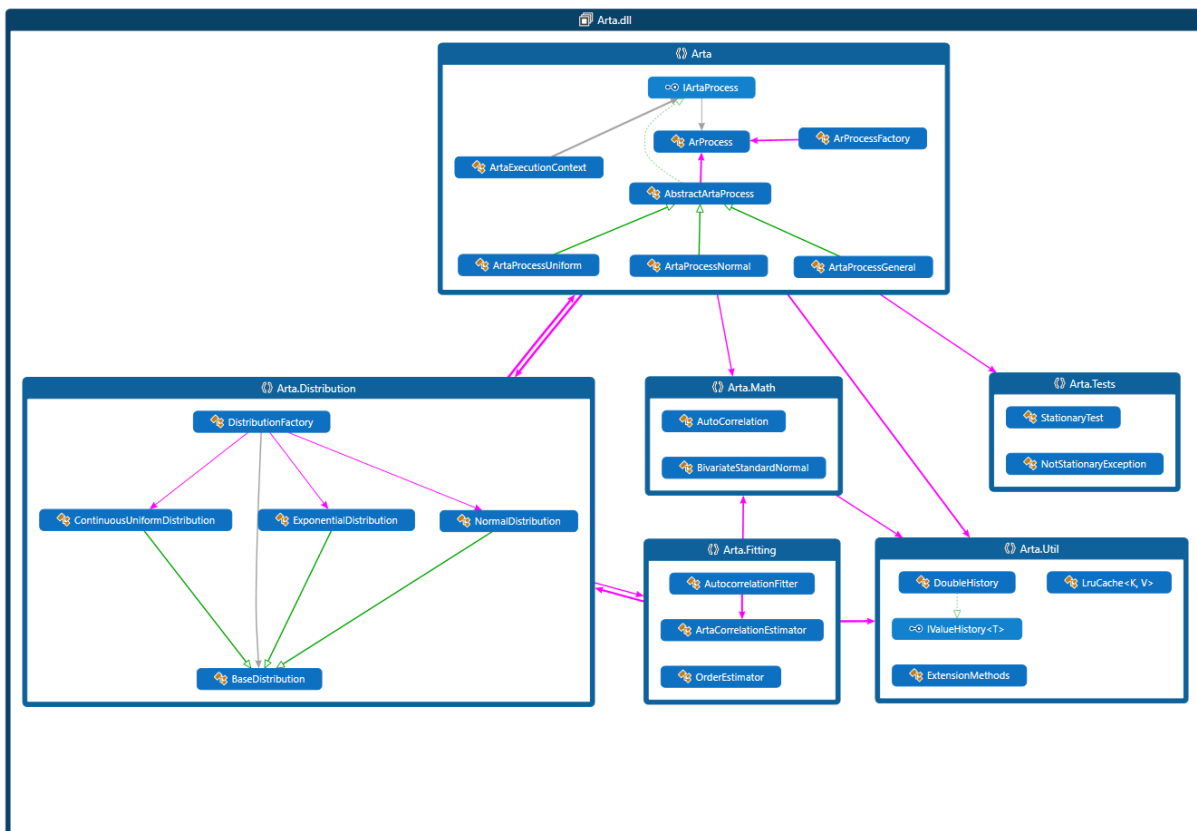 Arta.dll
Arta
IArtaProcess
ArProcess
ArProcessFactory
ArtaExecutionContext
AbstractArtaProcess
ArtaProcessUniform
ArtaProcessNormal
ArtaProcessGeneral
Arta.Distribution
DistributionFactory
ContinuousUniformDistribution
ExponentialDistribution
NormalDistribution
BaseDistribution
Arta.Math
AutoCorrelation
BivariateStandardNormal
Arta.Tests
StationaryTest
NotStationaryException
Arta.Fitting
AutocorrelationFitter
ArtaCorrelationEstimator
OrderEstimator
Arta.Util
DoubleHistory
LruCache<K, V>
IValueHistory<T>
ExtensionMethods